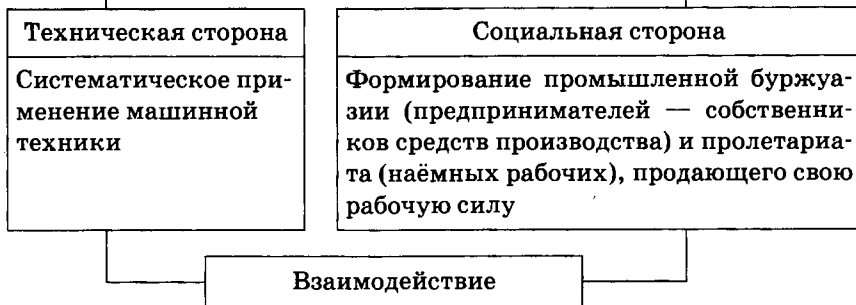 Техническая сторона
Систематическое при-
менение машинной
техники
Социальная сторона
Формирование промышленной буржуа-
зии (предпринимателей — собственни-
ков средств производства) и пролетариа-
та (наёмных рабочих), продающего свою
рабочую силу
Взаимодействие